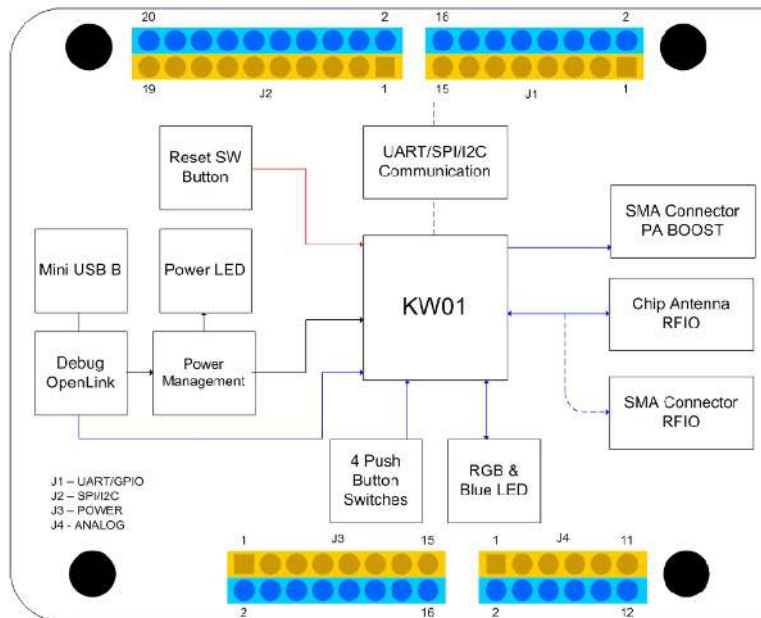 20
2
16
2
19
J2
1
15
J1
1
Reset SW
Button
UART/SPI/I2C
Communication
SMA Connector
PA BOOST
Mini USB B
Power LED
KW01
Chip Antenna
RFIO
Debug
OpenLink
Power
Management
SMA Connector
RFIO
4 Push
Button
Switches
RGB &
Blue LED
J1 – UART/GPIO
J2 – SPI/I2C
J3 – POWER
J4 - ANALOG
1
J3
15
1
J4
11
2
16
2
12